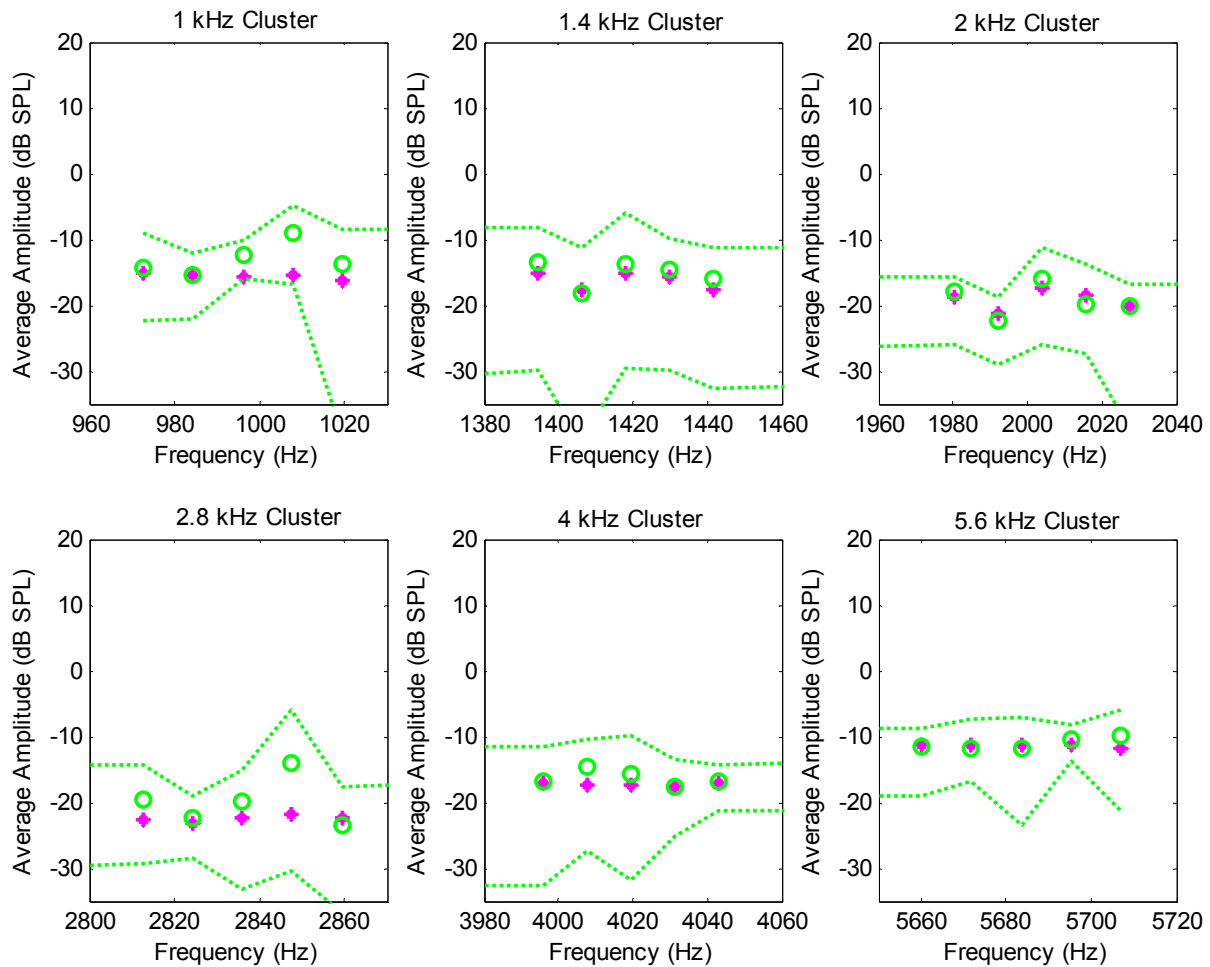 1 kHz Cluster
Average Amplitude (dB SPL)
20
10
0
-10
-20
-30
960 980 1000 1020
Frequency (Hz)
1.4 kHz Cluster
Average Amplitude (dB SPL)
20
10
0
-10
-20
-30
1380 1400 1420 1440 1460
Frequency (Hz)
2 kHz Cluster
Average Amplitude (dB SPL)
20
10
0
-10
-20
-30
1960 1980 2000 2020 2040
Frequency (Hz)
2.8 kHz Cluster
Average Amplitude (dB SPL)
20
10
0
-10
-20
-30
2800 2820 2840 2860
Frequency (Hz)
4 kHz Cluster
Average Amplitude (dB SPL)
20
10
0
-10
-20
-30
3980 4000 4020 4040 4060
Frequency (Hz)
5.6 kHz Cluster
Average Amplitude (dB SPL)
20
10
0
-10
-20
-30
5660 5680 5700 5720
Frequency (Hz)